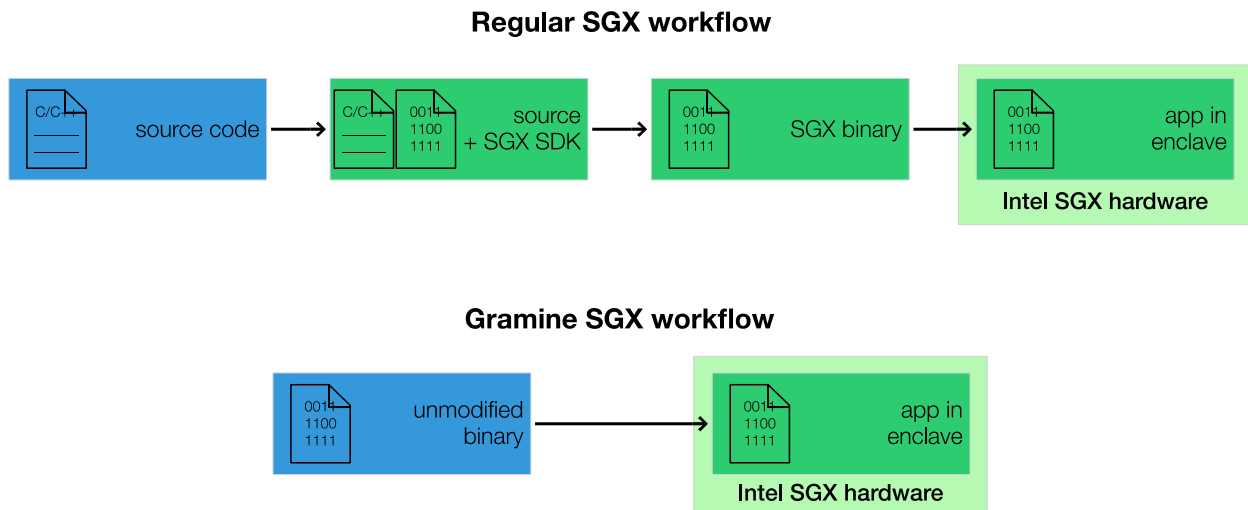 Regular SGX workflow
C/C++
source code
C/C++
0011
1100
1111
source
+ SGX SDK
0011
1100
1111
SGX binary
0011
1100
1111
app in
enclave
Intel SGX hardware
Gramine SGX workflow
0011
1100
1111
unmodified
binary
0011
1100
1111
app in
enclave
Intel SGX hardware